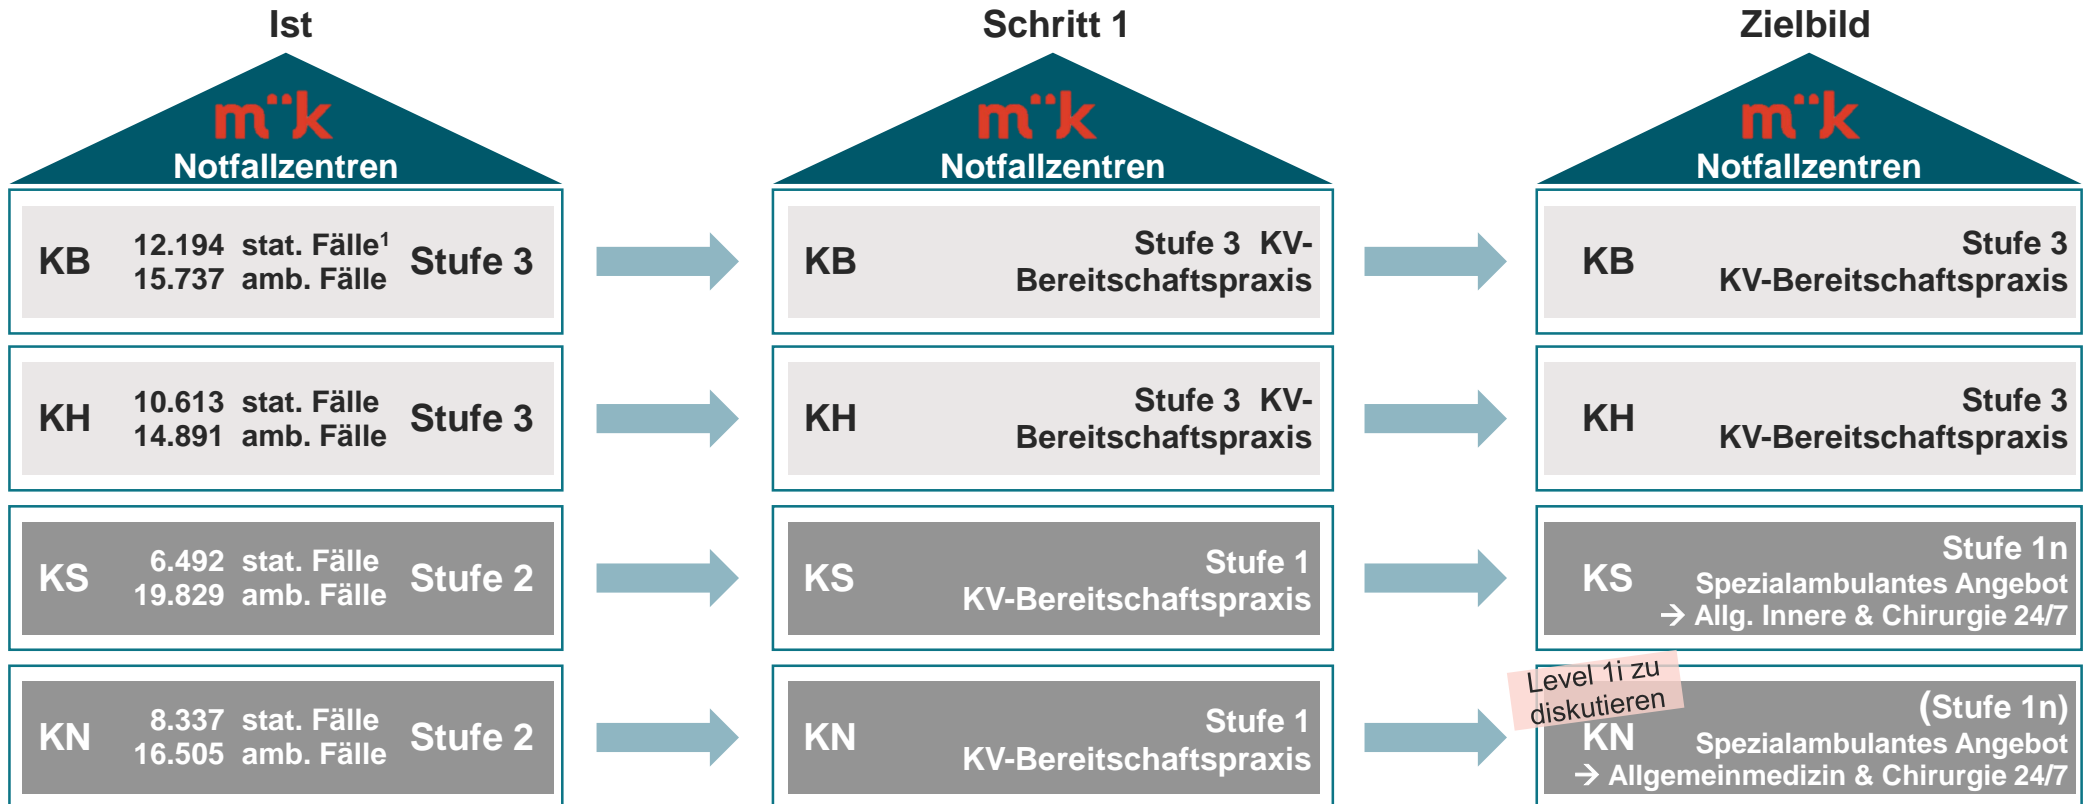 Ist
m̈k
Notfallzentren
KB
12.194 stat. Fälle¹
15.737 amb. Fälle
Stufe 3
KH
10.613 stat. Fälle
14.891 amb. Fälle
Stufe 3
KS
6.492 stat. Fälle
19.829 amb. Fälle
Stufe 2
KN
8.337 stat. Fälle
16.505 amb. Fälle
Stufe 2
Schritt 1
m̈k
Notfallzentren
KB
Stufe 3 KV-
Bereitschaftspraxis
KH
Stufe 3 KV-
Bereitschaftspraxis
KS
Stufe 1
KV-Bereitschaftspraxis
KN
Stufe 1
KV-Bereitschaftspraxis
Zielbild
m̈k
Notfallzentren
KB
Stufe 3
KV-Bereitschaftspraxis
KH
Stufe 3
KV-Bereitschaftspraxis
KS
Stufe 1n
Spezialambulantes Angebot
→ Allg. Innere & Chirurgie 24/7
Level 1i zu
diskutieren
KN
(Stufe 1n)
Spezialambulantes Angebot
→ Allgemeinmedizin & Chirurgie 24/7